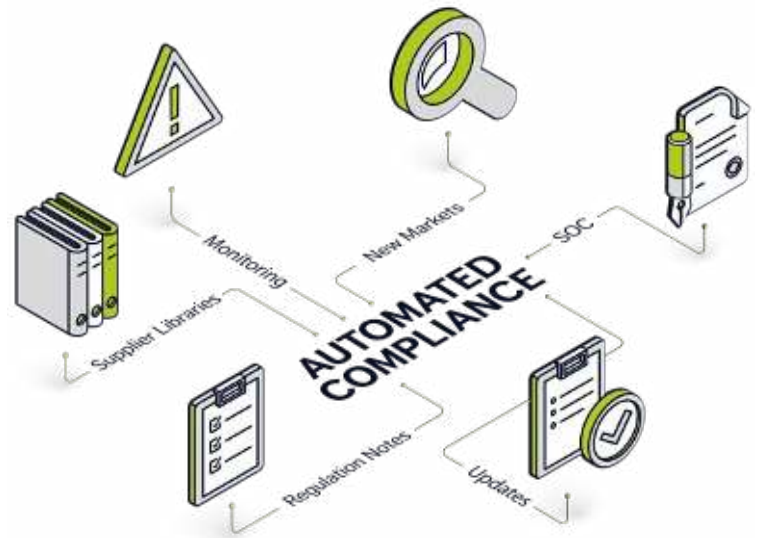 New Markets
SOC
Monitoring
Supplier Libraries
AUTOMATED
COMPLIANCE
Regulation Notes
Updates